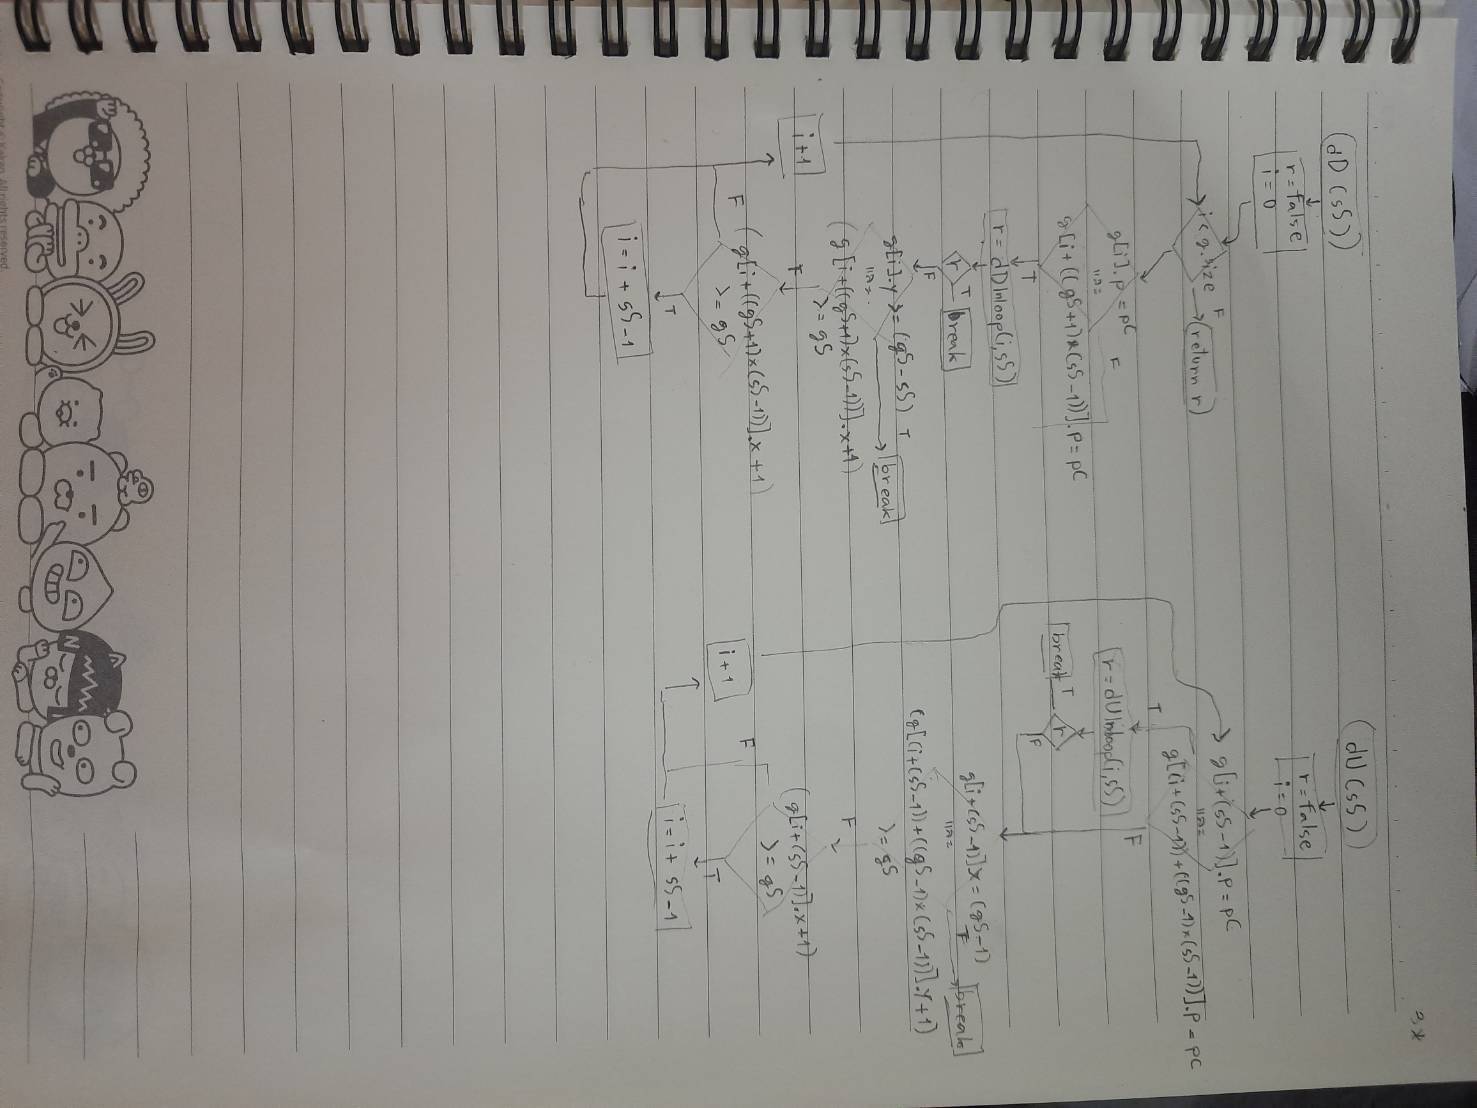 3*
dD (sS)
r = false
i = 0
i < g.size
F
return r
g[i].p = pC
และ
g[i+((gS+1)×(sS-1))].p = pC
F
T
r = dDInloop(i,sS)
r
T
break
F
g[i].y >= (gS-sS)
T
break
และ
(g[i+((gS+1)×(sS-1))].x+1)
>= gS
F
(g[i+((gS+1)×(sS-1))].x+1)
>= gS
F
T
i = i + sS-1
i+1
dU (sS)
r = false
i = 0
g[i+(sS-1)].p = pC
และ
g[(i+(sS-1))+((gS-1)×(sS-1))].p = pC
T
F
r = dUInloop(i,sS)
r
T
break
F
g[i+(sS-1)]x = (gS-1)
และ
T
break
(g[(i+(sS-1))+((gS-1)×(sS-1))].y+1)
>= gS
F
(g[i+(sS-1)].x+1)
>= gS
F
T
i = i + sS-1
i+1
N
Kakao. All rights reserved.